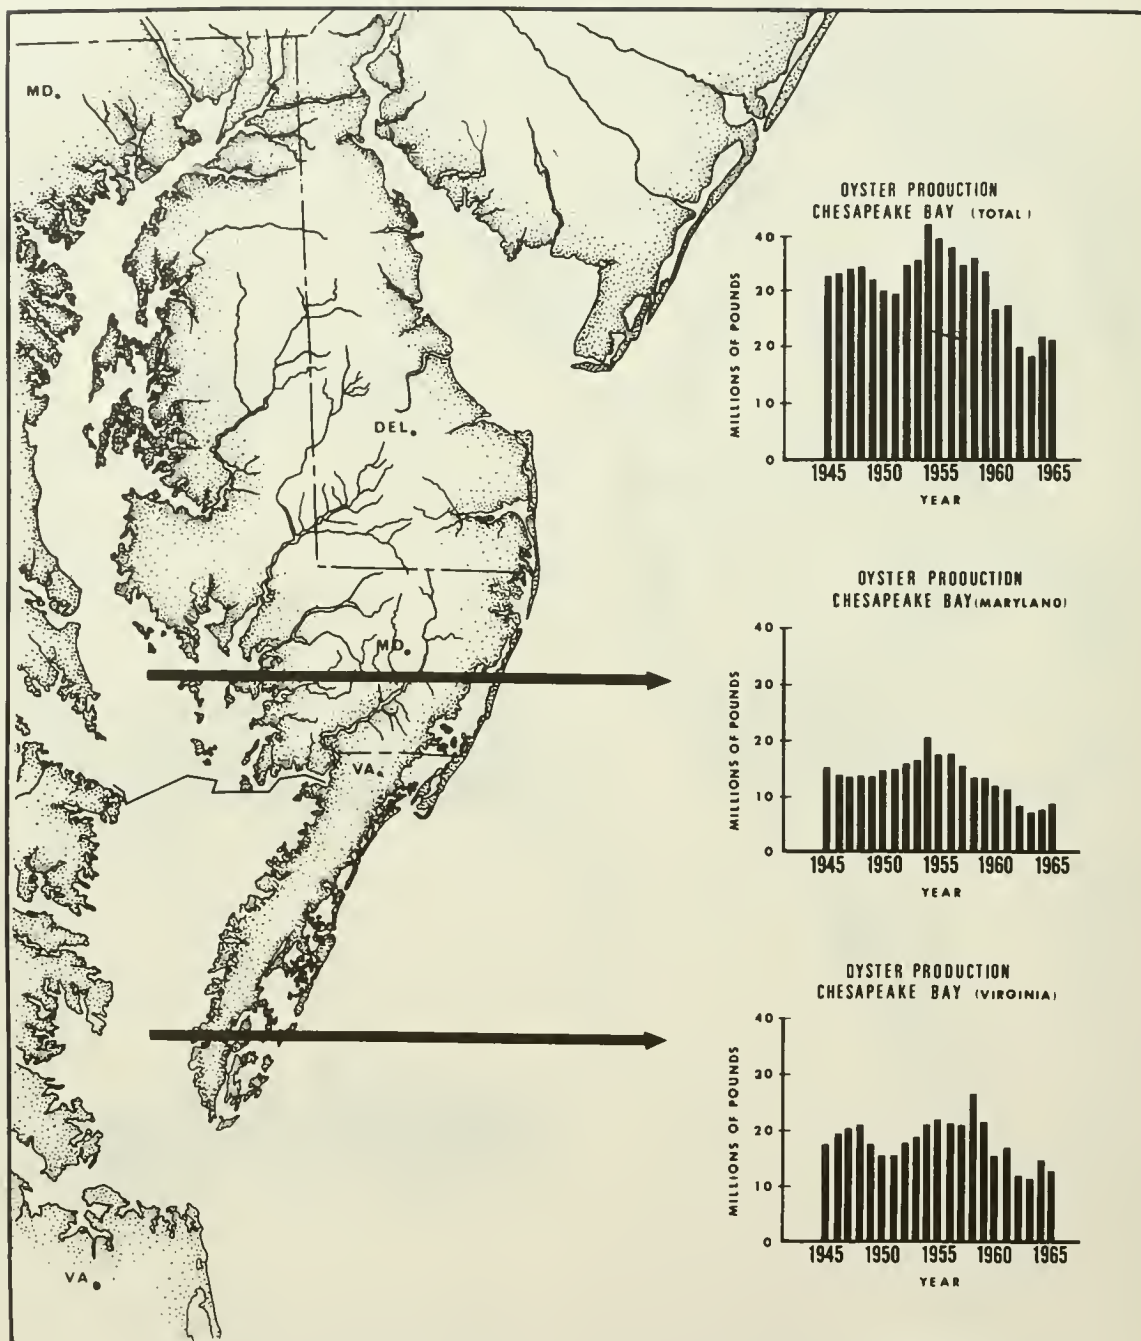 MD.
DEL.
MD.
VA.
VA.
OYSTER PRODUCTION
CHESAPEAKE BAY (TOTAL)
MILLIONS OF POUNDS
40
30
20
10
0
1945 1950 1955 1960 1965
YEAR
OYSTER PRODUCTION
CHESAPEAKE BAY (MARYLAND)
MILLIONS OF POUNDS
40
30
20
10
0
1945 1950 1955 1960 1965
YEAR
OYSTER PRODUCTION
CHESAPEAKE BAY (VIRGINIA)
MILLIONS OF POUNDS
40
30
20
10
0
1945 1950 1955 1960 1965
YEAR